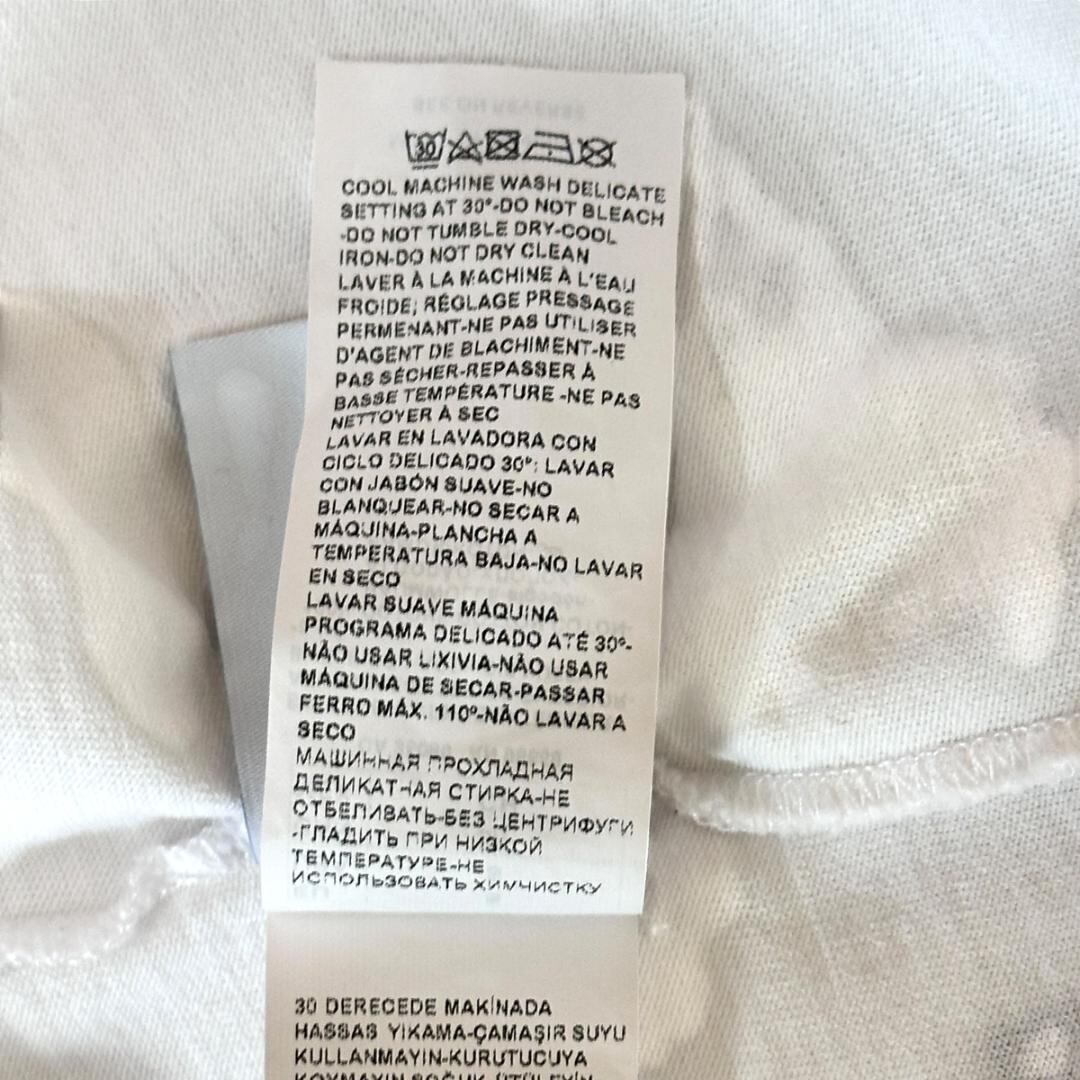 30
COOL MACHINE WASH DELICATE
SETTING AT 30°-DO NOT BLEACH
-DO NOT TUMBLE DRY-COOL
IRON-DO NOT DRY CLEAN
LAVER À LA MACHINE À L'EAU
FROIDE; RÉGLAGE PRESSAGE
PERMENANT-NE PAS UTILISER
D'AGENT DE BLACHIMENT-NE
PAS SÉCHER-REPASSER À
BASSE TEMPÉRATURE -NE PAS
NETTOYER À SEC
LAVAR EN LAVADORA CON
CICLO DELICADO 30°: LAVAR
CON JABÓN SUAVE-NO
BLANQUEAR-NO SECAR A
MÁQUINA-PLANCHA A
TEMPERATURA BAJA-NO LAVAR
EN SECO
LAVAR SUAVE MÁQUINA
PROGRAMA DELICADO ATÉ 30°-
NÃO USAR LIXIVIA-NÃO USAR
MÁQUINA DE SECAR-PASSAR
FERRO MÁX. 110º-NÃO LAVAR A
SECO
МАШИННАЯ ПРОХЛАДНАЯ
ДЕЛИКАТНАЯ СТИРКА-НЕ
ОТБЕЛИВАТЬ-БЕЗ ЦЕНТРИФУГИ
-ГЛАДИТЬ ПРИ НИЗКОЙ
ТЕМПЕРАТУРЕ-НЕ
ИСПОЛЬЗОВАТЬ ХИМЧИСТКУ
30 DERECEDE MAKİNADA
HASSAS YIKAMA-ÇAMAŞIR SUYU
KULLANMAYIN-KURUTUCUYA
KOYMAYIN-SOĞUK ÜTÜLEYİN